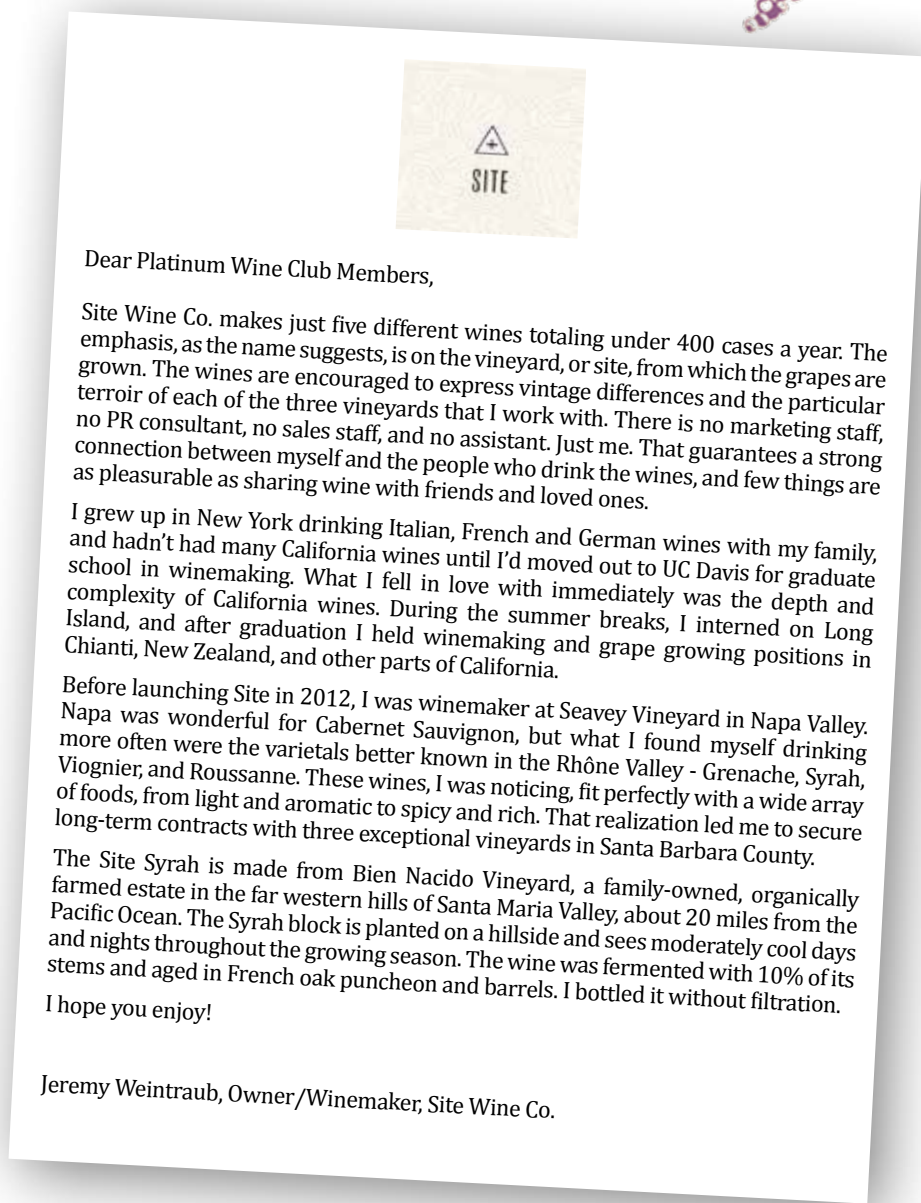 SITE
Dear Platinum Wine Club Members,
Site Wine Co. makes just five different wines totaling under 400 cases a year. The
emphasis, as the name suggests, is on the vineyard, or site, from which the grapes are
grown. The wines are encouraged to express vintage differences and the particular
terroir of each of the three vineyards that I work with. There is no marketing staff,
no PR consultant, no sales staff, and no assistant. Just me. That guarantees a strong
connection between myself and the people who drink the wines, and few things are
as pleasurable as sharing wine with friends and loved ones.
I grew up in New York drinking Italian, French and German wines with my family,
and hadn’t had many California wines until I’d moved out to UC Davis for graduate
school in winemaking. What I fell in love with immediately was the depth and
complexity of California wines. During the summer breaks, I interned on Long
Island, and after graduation I held winemaking and grape growing positions in
Chianti, New Zealand, and other parts of California.
Before launching Site in 2012, I was winemaker at Seavey Vineyard in Napa Valley.
Napa was wonderful for Cabernet Sauvignon, but what I found myself drinking
more often were the varietals better known in the Rhône Valley - Grenache, Syrah,
Viognier, and Roussanne. These wines, I was noticing, fit perfectly with a wide array
of foods, from light and aromatic to spicy and rich. That realization led me to secure
long-term contracts with three exceptional vineyards in Santa Barbara County.
The Site Syrah is made from Bien Nacido Vineyard, a family-owned, organically
farmed estate in the far western hills of Santa Maria Valley, about 20 miles from the
Pacific Ocean. The Syrah block is planted on a hillside and sees moderately cool days
and nights throughout the growing season. The wine was fermented with 10% of its
stems and aged in French oak puncheon and barrels. I bottled it without filtration.
I hope you enjoy!
Jeremy Weintraub, Owner/Winemaker, Site Wine Co.